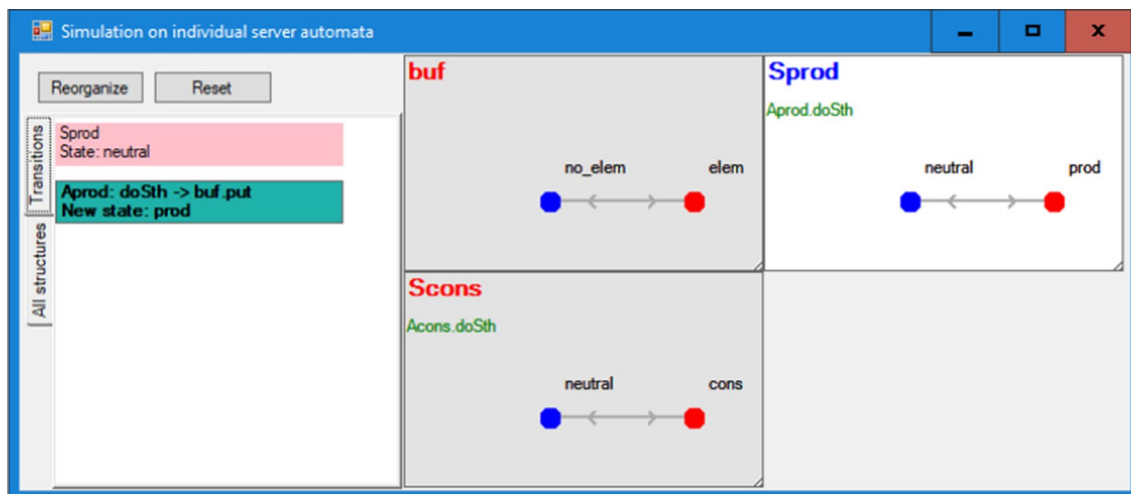 Simulation on individual server automata
Reorganize
Reset
Transitions
All structures
Sprod
State: neutral
Aprod: doSth -> buf.put
New state: prod
buf
no_elem
elem
Sprod
Aprod.doSth
neutral
prod
Scons
Acons.doSth
neutral
cons